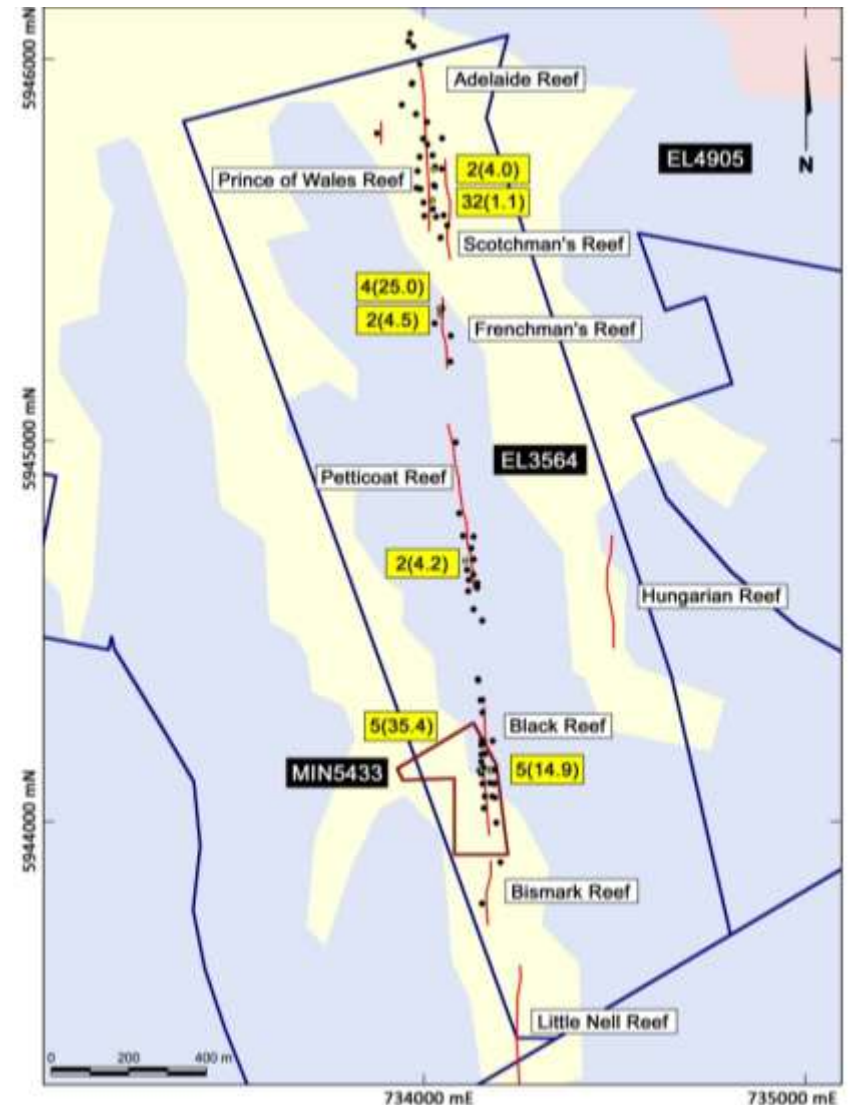 5946000 mN
Adelaide Reef
EL4905
N
Prince of Wales Reef
2(4.0)
32(1.1)
Scotchman's Reef
4(25.0)
2(4.5)
Frenchman's Reef
5945000 mN
EL3564
Petticoat Reef
2(4.2)
Hungarian Reef
5(35.4)
Black Reef
MIN5433
5(14.9)
5944000 mN
Bismark Reef
Little Nell Reef
0 200 400 m
734000 mE
735000 mE